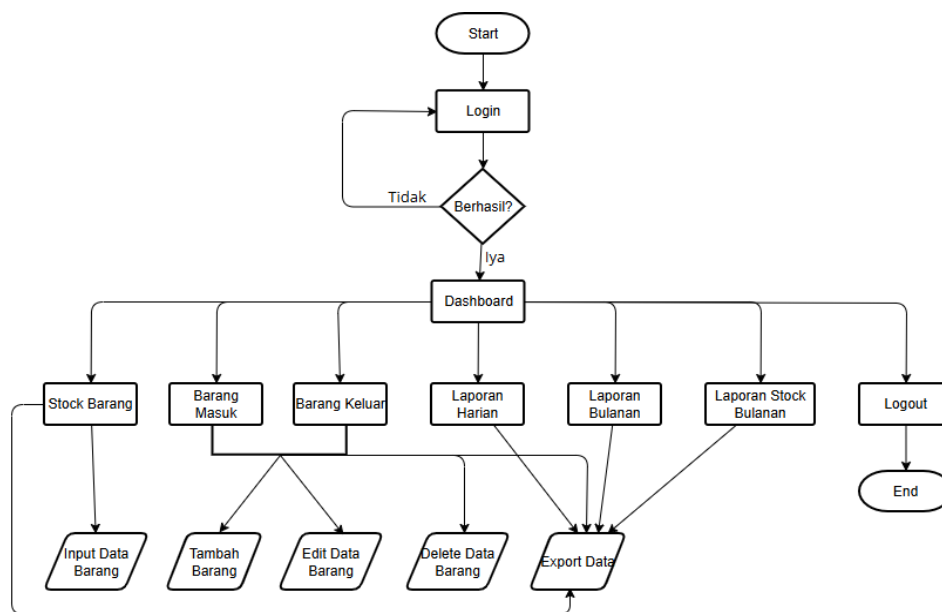 Start
Login
Tidak
Berhasil?
Iya
Dashboard
Stock Barang
Barang
Masuk
Barang Keluar
Laporan
Harian
Laporan
Bulanan
Laporan Stock
Bulanan
Logout
End
Input Data
Barang
Tambah
Barang
Edit Data
Barang
Delete Data
Barang
Export Data